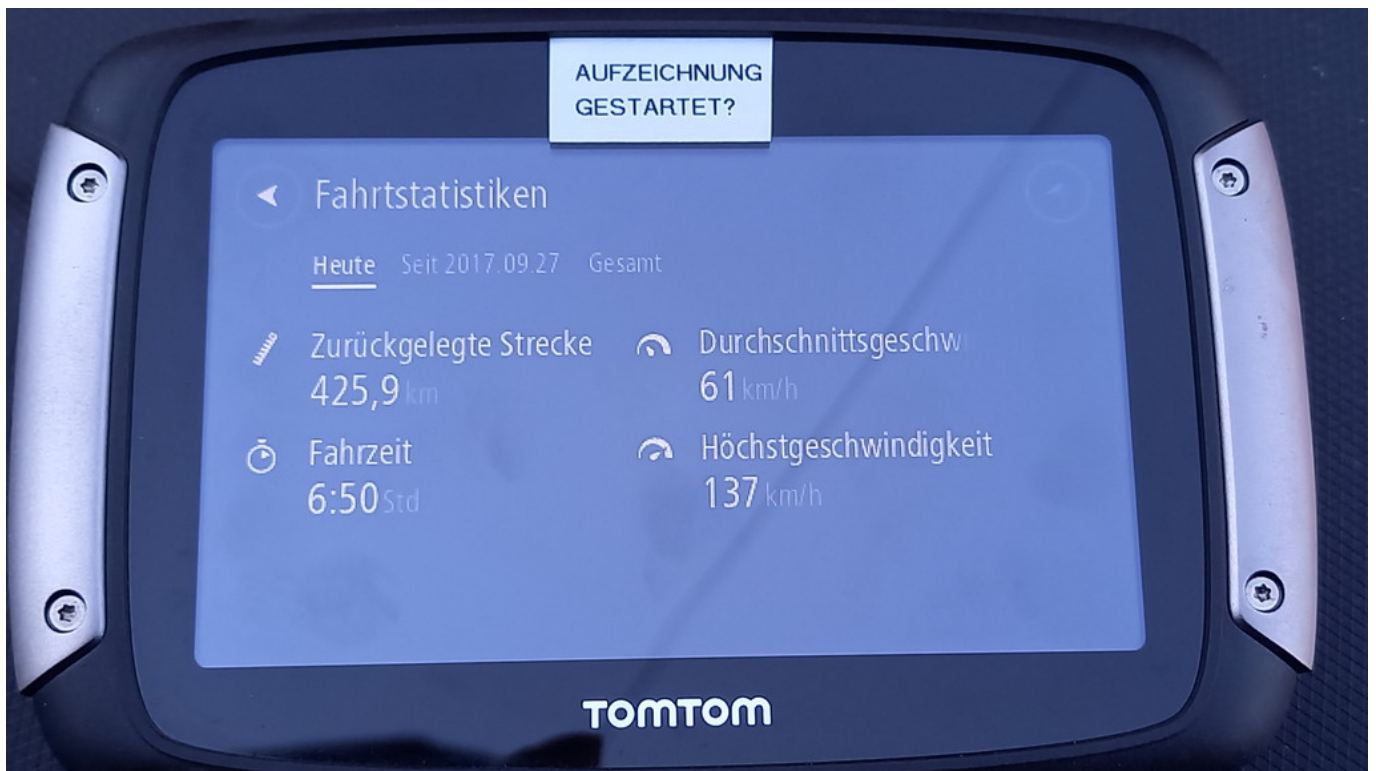 AUFZEICHNUNG
GESTARTET?
Fahrtstatistiken
Heute Seit 2017.09.27 Gesamt
Zurückgelegte Strecke
425,9 km
Durchschnittsgeschw
61 km/h
Fahrzeit
6:50 Std
Höchstgeschwindigkeit
137 km/h
TOMTOM